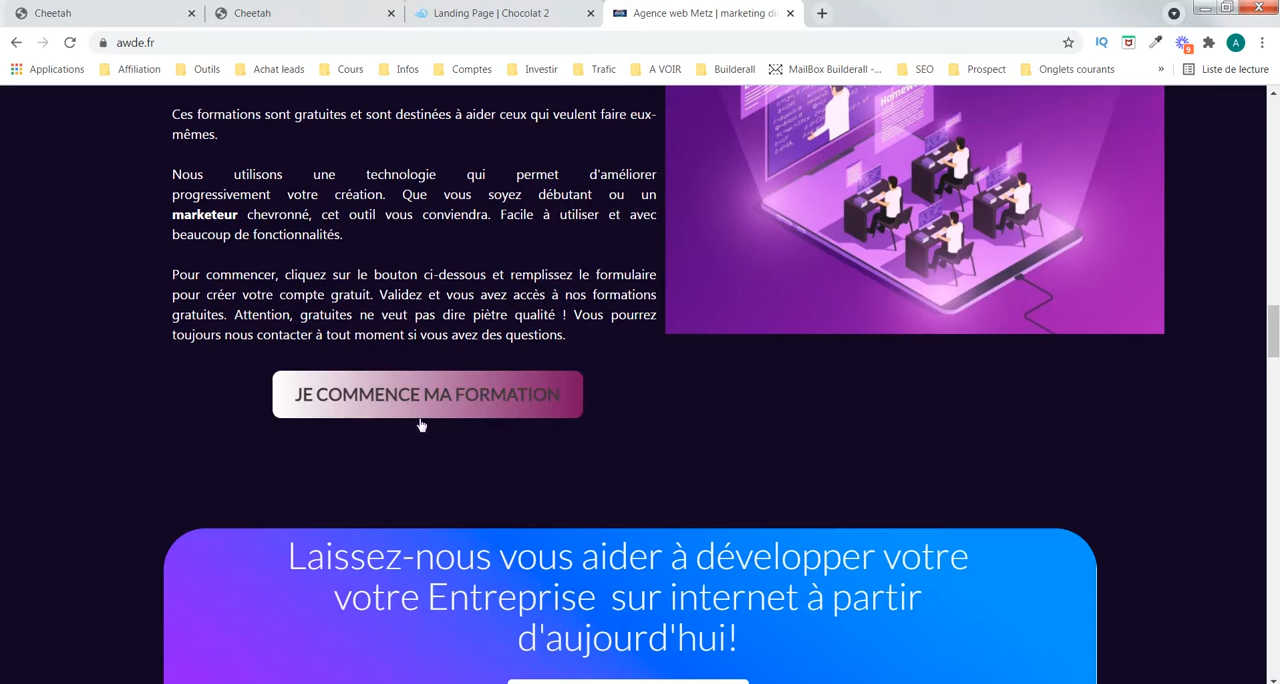 Cheetah
Cheetah
Landing Page | Chocolat 2
Agence web Metz | marketing di
awde.fr
IQ
9
A
Applications
Affiliation
Outils
Achat leads
Cours
Infos
Comptes
Investir
Trafic
A VOIR
Builderall
MailBox Builderall -...
SEO
Prospect
Onglets courants
»
Liste de lecture
Ces formations sont gratuites et sont destinées à aider ceux qui veulent faire eux-
mêmes.
Nous utilisons une technologie qui permet d'améliorer
progressivement votre création. Que vous soyez débutant ou un
marketeur chevronné, cet outil vous conviendra. Facile à utiliser et avec
beaucoup de fonctionnalités.
Pour commencer, cliquez sur le bouton ci-dessous et remplissez le formulaire
pour créer votre compte gratuit. Validez et vous avez accès à nos formations
gratuites. Attention, gratuites ne veut pas dire piètre qualité ! Vous pourrez
toujours nous contacter à tout moment si vous avez des questions.
JE COMMENCE MA FORMATION
Laissez-nous vous aider à développer votre
votre Entreprise sur internet à partir
d'aujourd'hui!